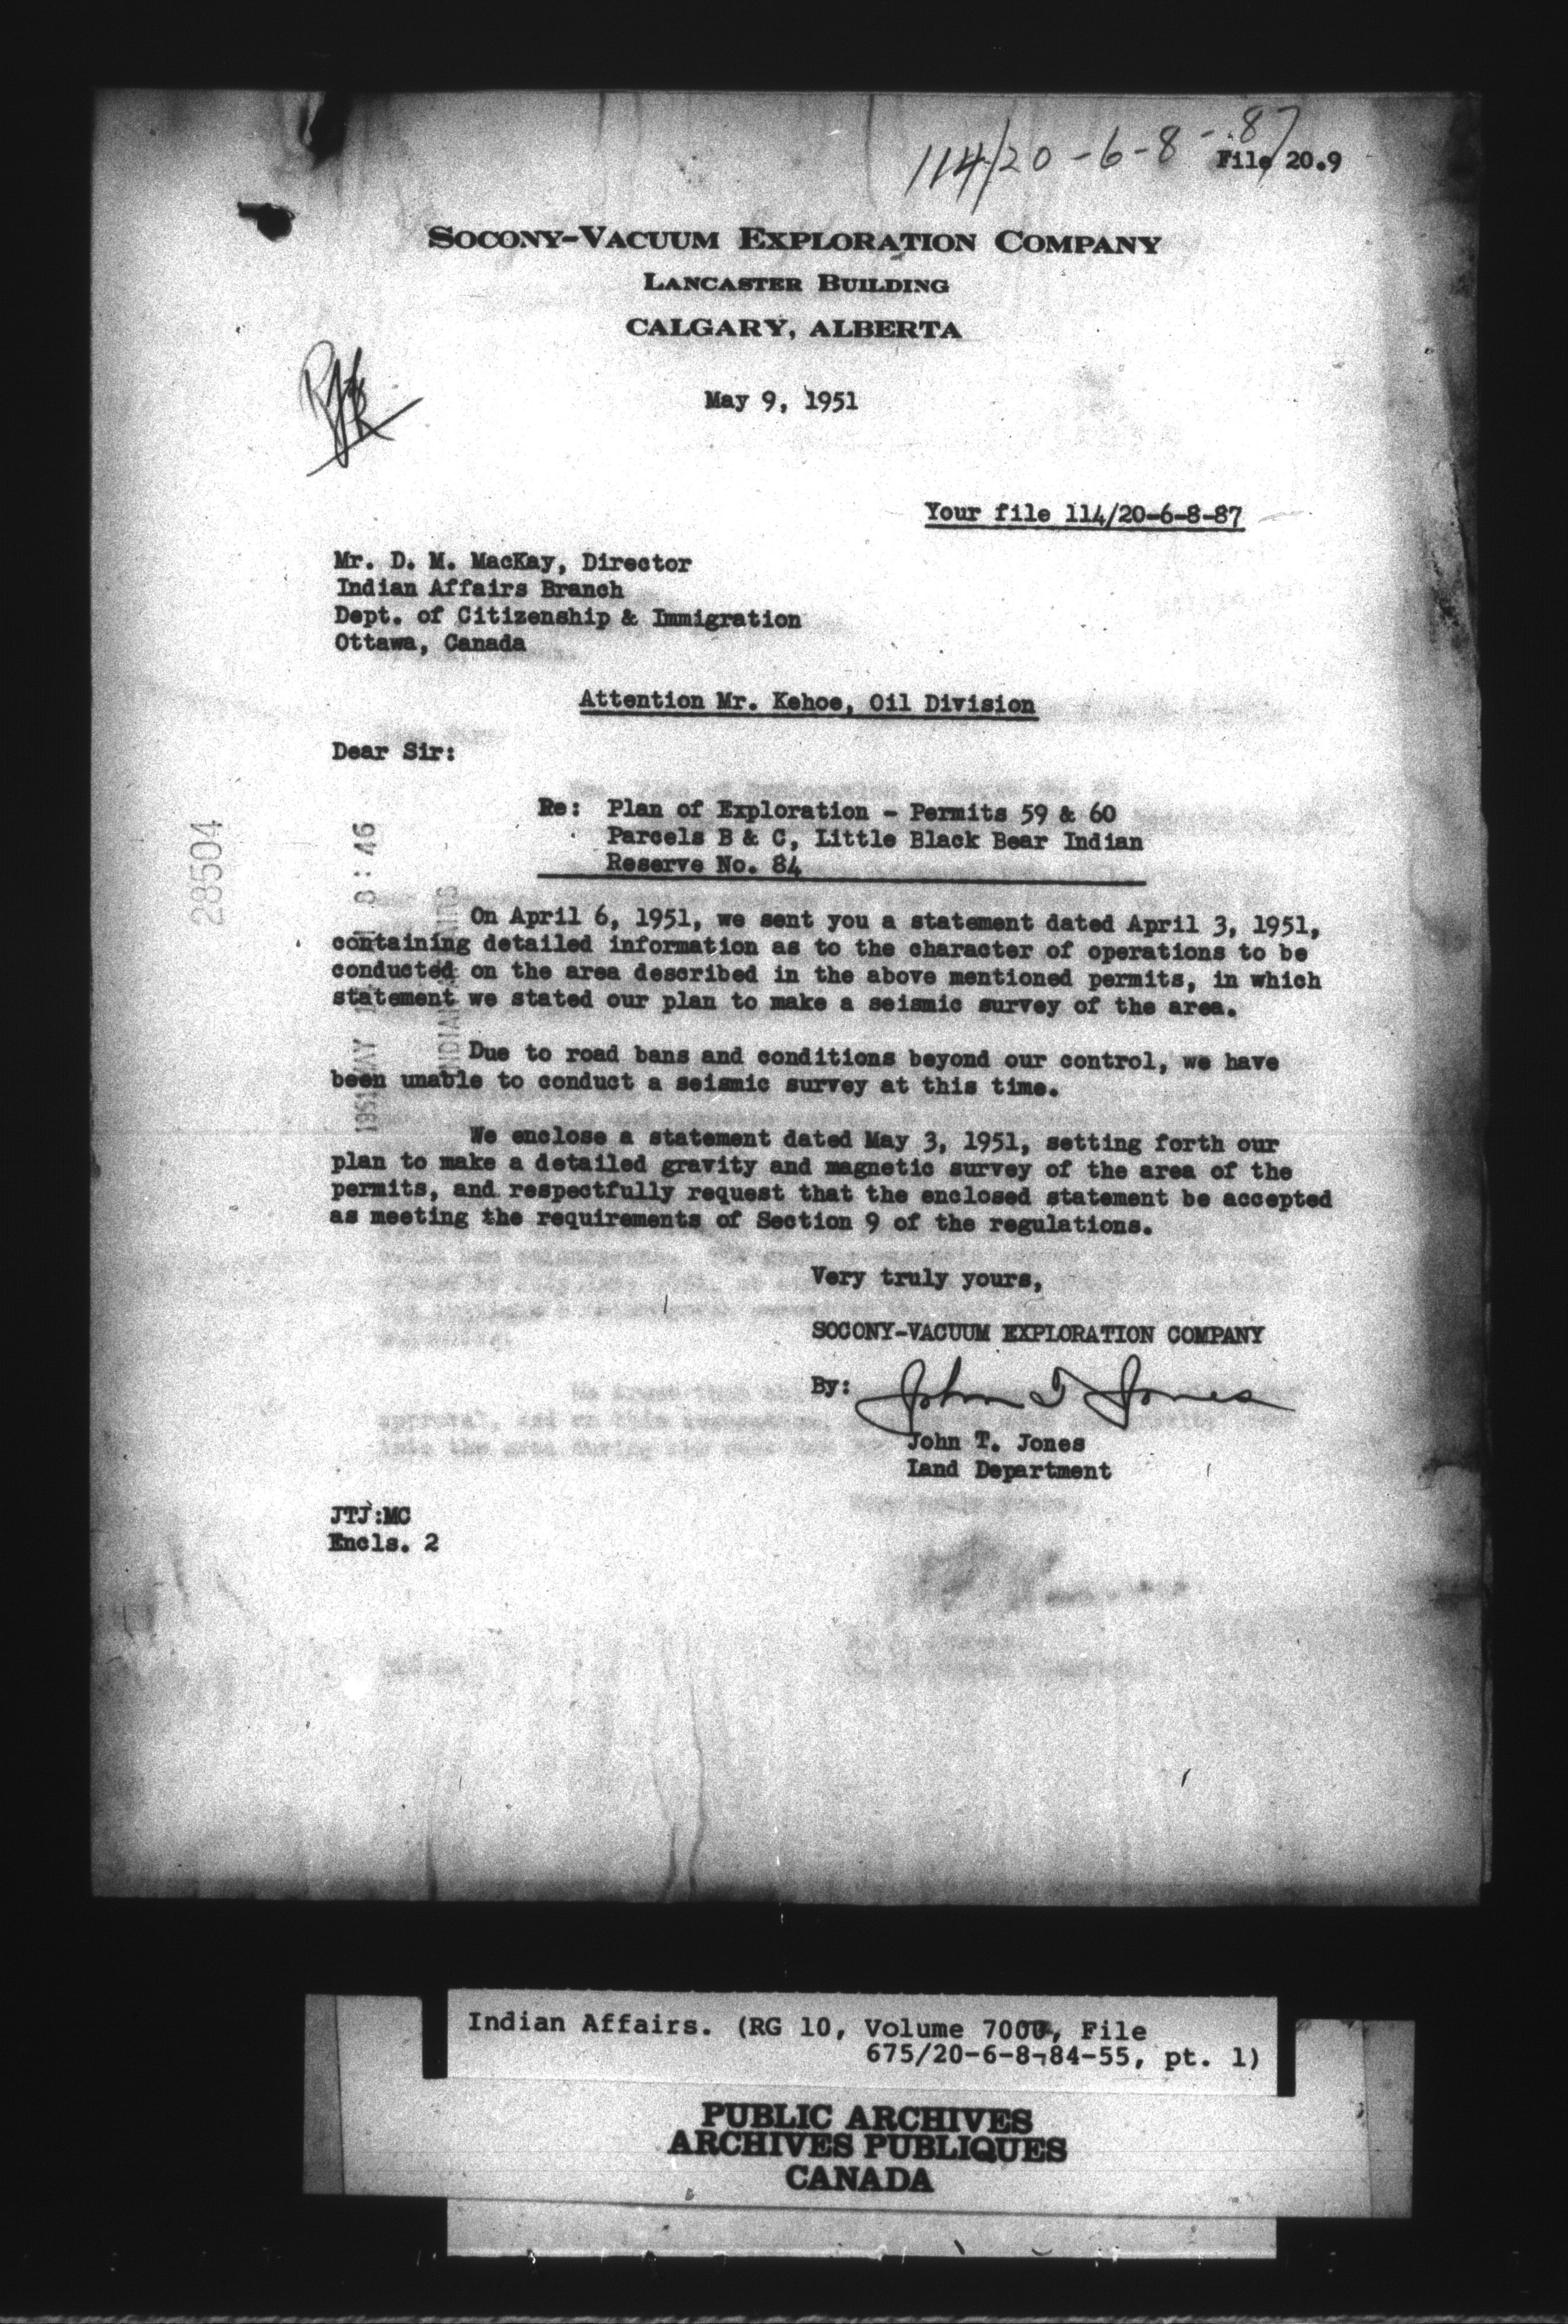 114/20-6-8-87
File 20.9
SOCONY-VACUUM EXPLORATION COMPANY
LANCASTER BUILDING
CALGARY, ALBERTA
May 9, 1951
Your file 114/20-6-8-87
Mr. D. M. MacKay, Director
Indian Affairs Branch
Dept. of Citizenship & Immigration
Ottawa, Canada
Attention Mr. Kehoe, Oil Division
Dear Sir:
Re: Plan of Exploration - Permits 59 & 60
Parcels B & C, Little Black Bear Indian
Reserve No. 84
28504
1951 MAY 8:46
INDIAN
On April 6, 1951, we sent you a statement dated April 3, 1951,
containing detailed information as to the character of operations to be
conducted on the area described in the above mentioned permits, in which
statement we stated our plan to make a seismic survey of the area.
Due to road bans and conditions beyond our control, we have
been unable to conduct a seismic survey at this time.
We enclose a statement dated May 3, 1951, setting forth our
plan to make a detailed gravity and magnetic survey of the area of the
permits, and respectfully request that the enclosed statement be accepted
as meeting the requirements of Section 9 of the regulations.
Very truly yours,
SOCONY-VACUUM EXPLORATION COMPANY
By: John T Jones
John T. Jones
Land Department
JTJ:MC
Encls. 2
Indian Affairs. (RG 10, Volume , File
675/20-6-8-84-55, pt. 1)
PUBLIC ARCHIVES
ARCHIVES PUBLIQUES
CANADA